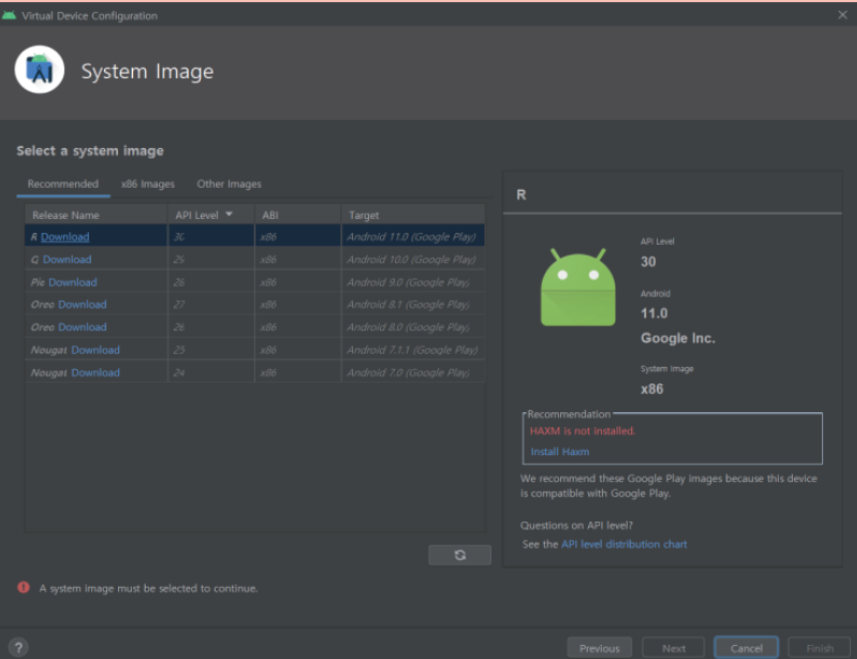 Virtual Device Configuration
System Image
Select a system image
Recommended x86 Images Other Images
Release Name API Level ABI Target
R Download 30 x86 Android 11.0 (Google Play)
Q Download x86 Android 10.0 (Google Play)
Pie Download x86 Android 9.0 (Google Play)
Oreo Download 27 x86 Android 8.1 (Google Play)
Oreo Download 26 x86 Android 8.0 (Google Play)
Nougat Download 25 x86 Android 7.1.1 (Google Play)
Nougat Download 24 x86 Android 7.0 (Google Play)
R
API Level
30
Android
11.0
Google Inc.
System Image
x86
Recommendation
HAXM is not installed.
Install Haxm
We recommend these Google Play images because this device
is compatible with Google Play.
Questions on API level?
See the API level distribution chart
A system image must be selected to continue.
? Previous Next Cancel Finish